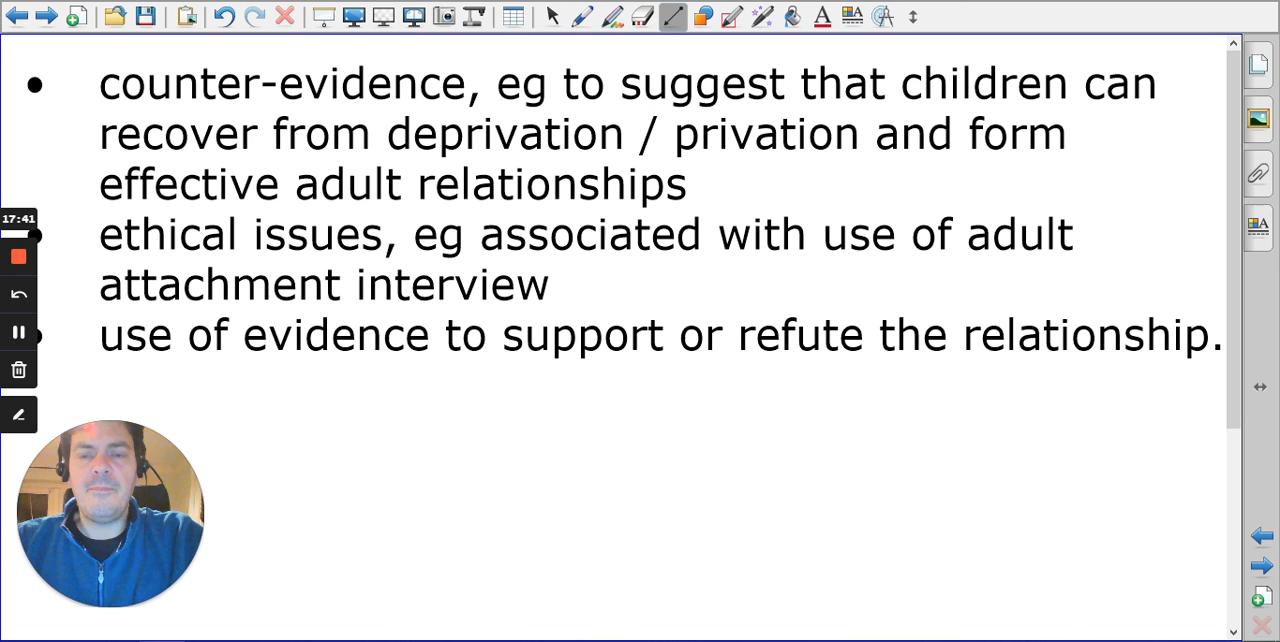 • counter-evidence, eg to suggest that children can
recover from deprivation / privation and form
effective adult relationships
17:41
• ethical issues, eg associated with use of adult
attachment interview
• use of evidence to support or refute the relationship.